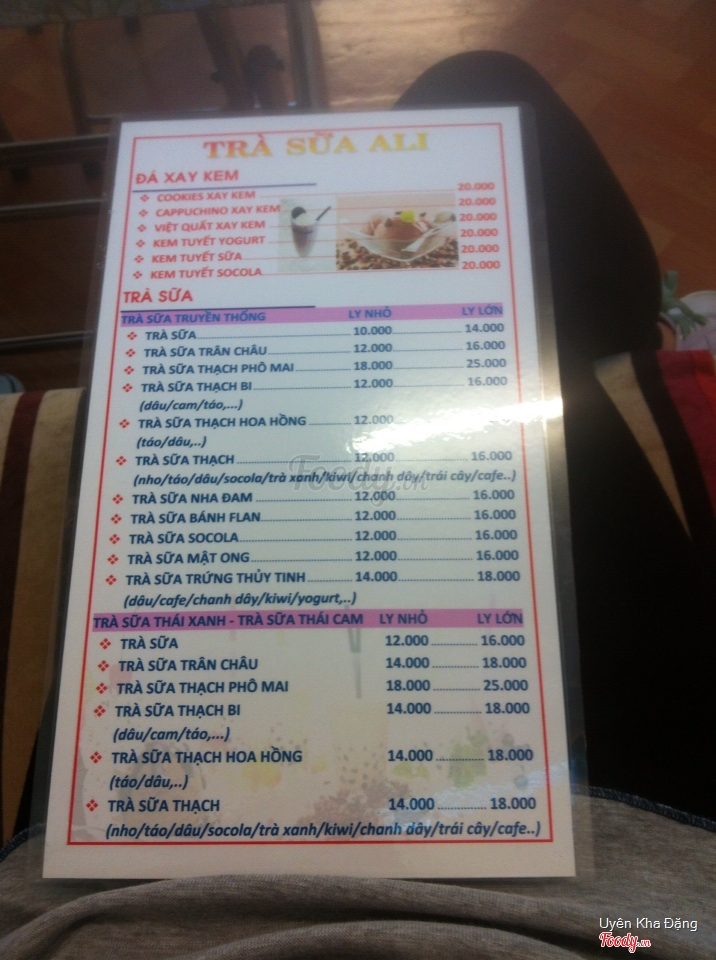 TRÀ SỮA ALI
ĐÁ XAY KEM
COOKIES XAY KEM 20.000
CAPPUCHINO XAY KEM 20.000
VIỆT QUẤT XAY KEM 20.000
KEM TUYẾT YOGURT 20.000
KEM TUYẾT SỮA 20.000
KEM TUYẾT SOCOLA 20.000
TRÀ SỮA
TRÀ SỮA TRUYỀN THỐNG LY NHỎ LY LỚN
TRÀ SỮA 10.000 14.000
TRÀ SỮA TRÂN CHÂU 12.000 16.000
TRÀ SỮA THẠCH PHÔ MAI 18.000 25.000
TRÀ SỮA THẠCH BI 12.000 16.000
(dâu/cam/táo,...)
TRÀ SỮA THẠCH HOA HỒNG 12.000
(táo/dâu,..)
TRÀ SỮA THẠCH 12.000 16.000
(nho/táo/dâu/socola/trà xanh/kiwi/chanh dây/trái cây/cafe..)
TRÀ SỮA NHA ĐAM 12.000 16.000
TRÀ SỮA BÁNH FLAN 12.000 16.000
TRÀ SỮA SOCOLA 12.000 16.000
TRÀ SỮA MẬT ONG 12.000 16.000
TRÀ SỮA TRỨNG THỦY TINH 14.000 18.000
(dâu/cafe/chanh dây/kiwi/yogurt,..)
TRÀ SỮA THÁI XANH - TRÀ SỮA THÁI CAM LY NHỎ LY LỚN
TRÀ SỮA 12.000 16.000
TRÀ SỮA TRÂN CHÂU 14.000 18.000
TRÀ SỮA THẠCH PHÔ MAI 18.000 25.000
TRÀ SỮA THẠCH BI 14.000 18.000
(dâu/cam/táo,...)
TRÀ SỮA THẠCH HOA HỒNG 14.000 18.000
(táo/dâu,..)
TRÀ SỮA THẠCH 14.000 18.000
(nho/táo/dâu/socola/trà xanh/kiwi/chanh dây/trái cây/cafe..)
Foody.vn
Uyên Kha Đặng
Foody.vn